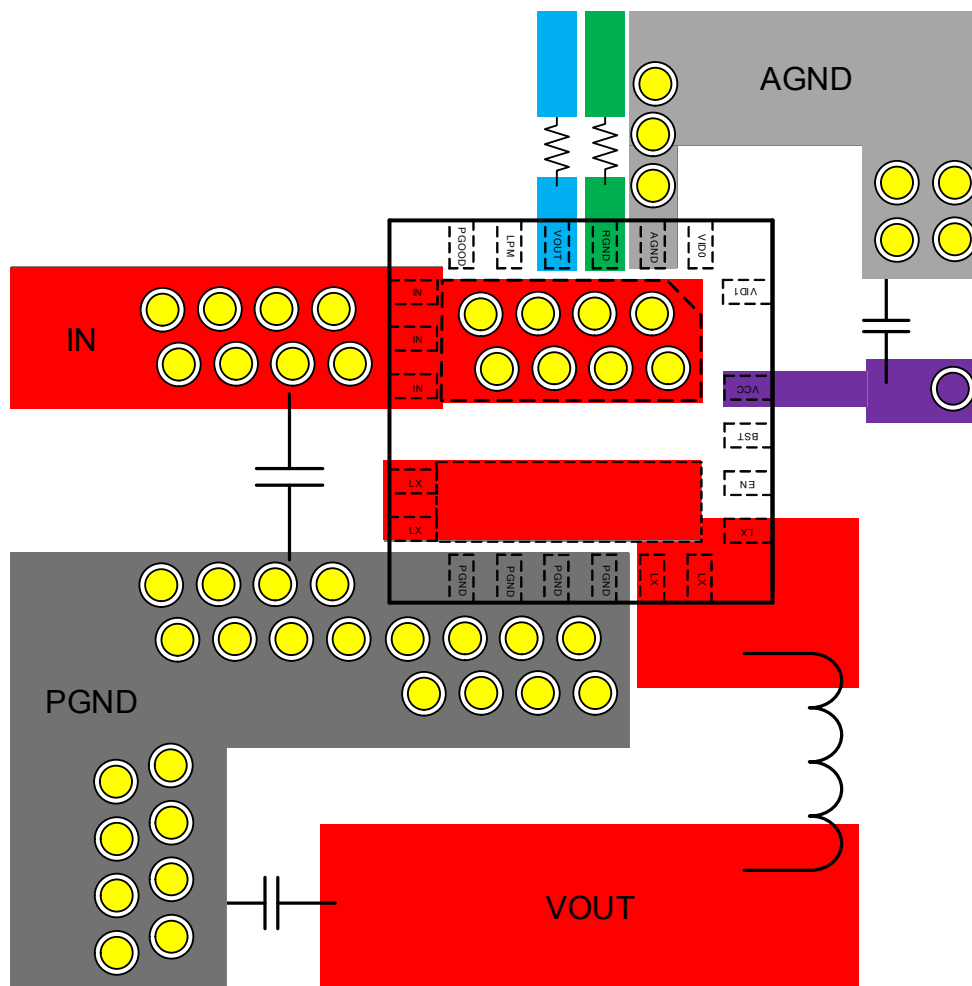 AGND
PGOOD
LPM
VOUT
RGND
AGND
VID0
IN
VID1
IN
IN
IN
VCC
BST
LX
EN
LX
LX
PGND
PGND
PGND
PGND
LX
LX
PGND
VOUT